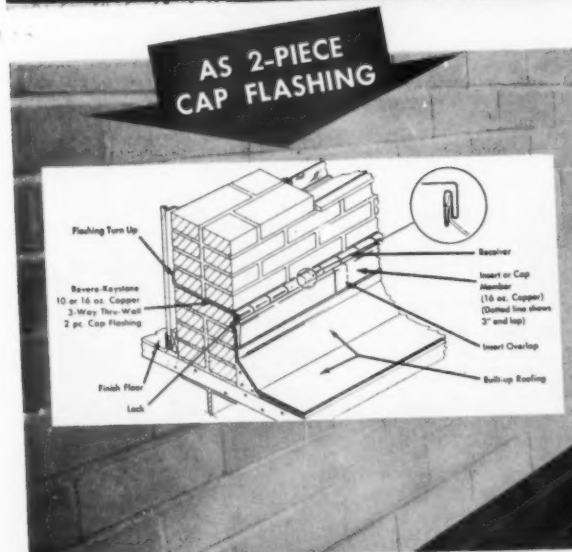 AS 2-PIECE
CAP FLASHING
Flashing Turn Up
Revere-Keystone
10 or 16 oz. Copper
3-Way Thru-Wall
2 pc. Cap Flashing
Finish Floor
Lock
Receiver
Insert or Cap
Member
(16 oz. Copper)
(Dotted line shows
3" end lap)
Insert Overlap
Built-up Roofing